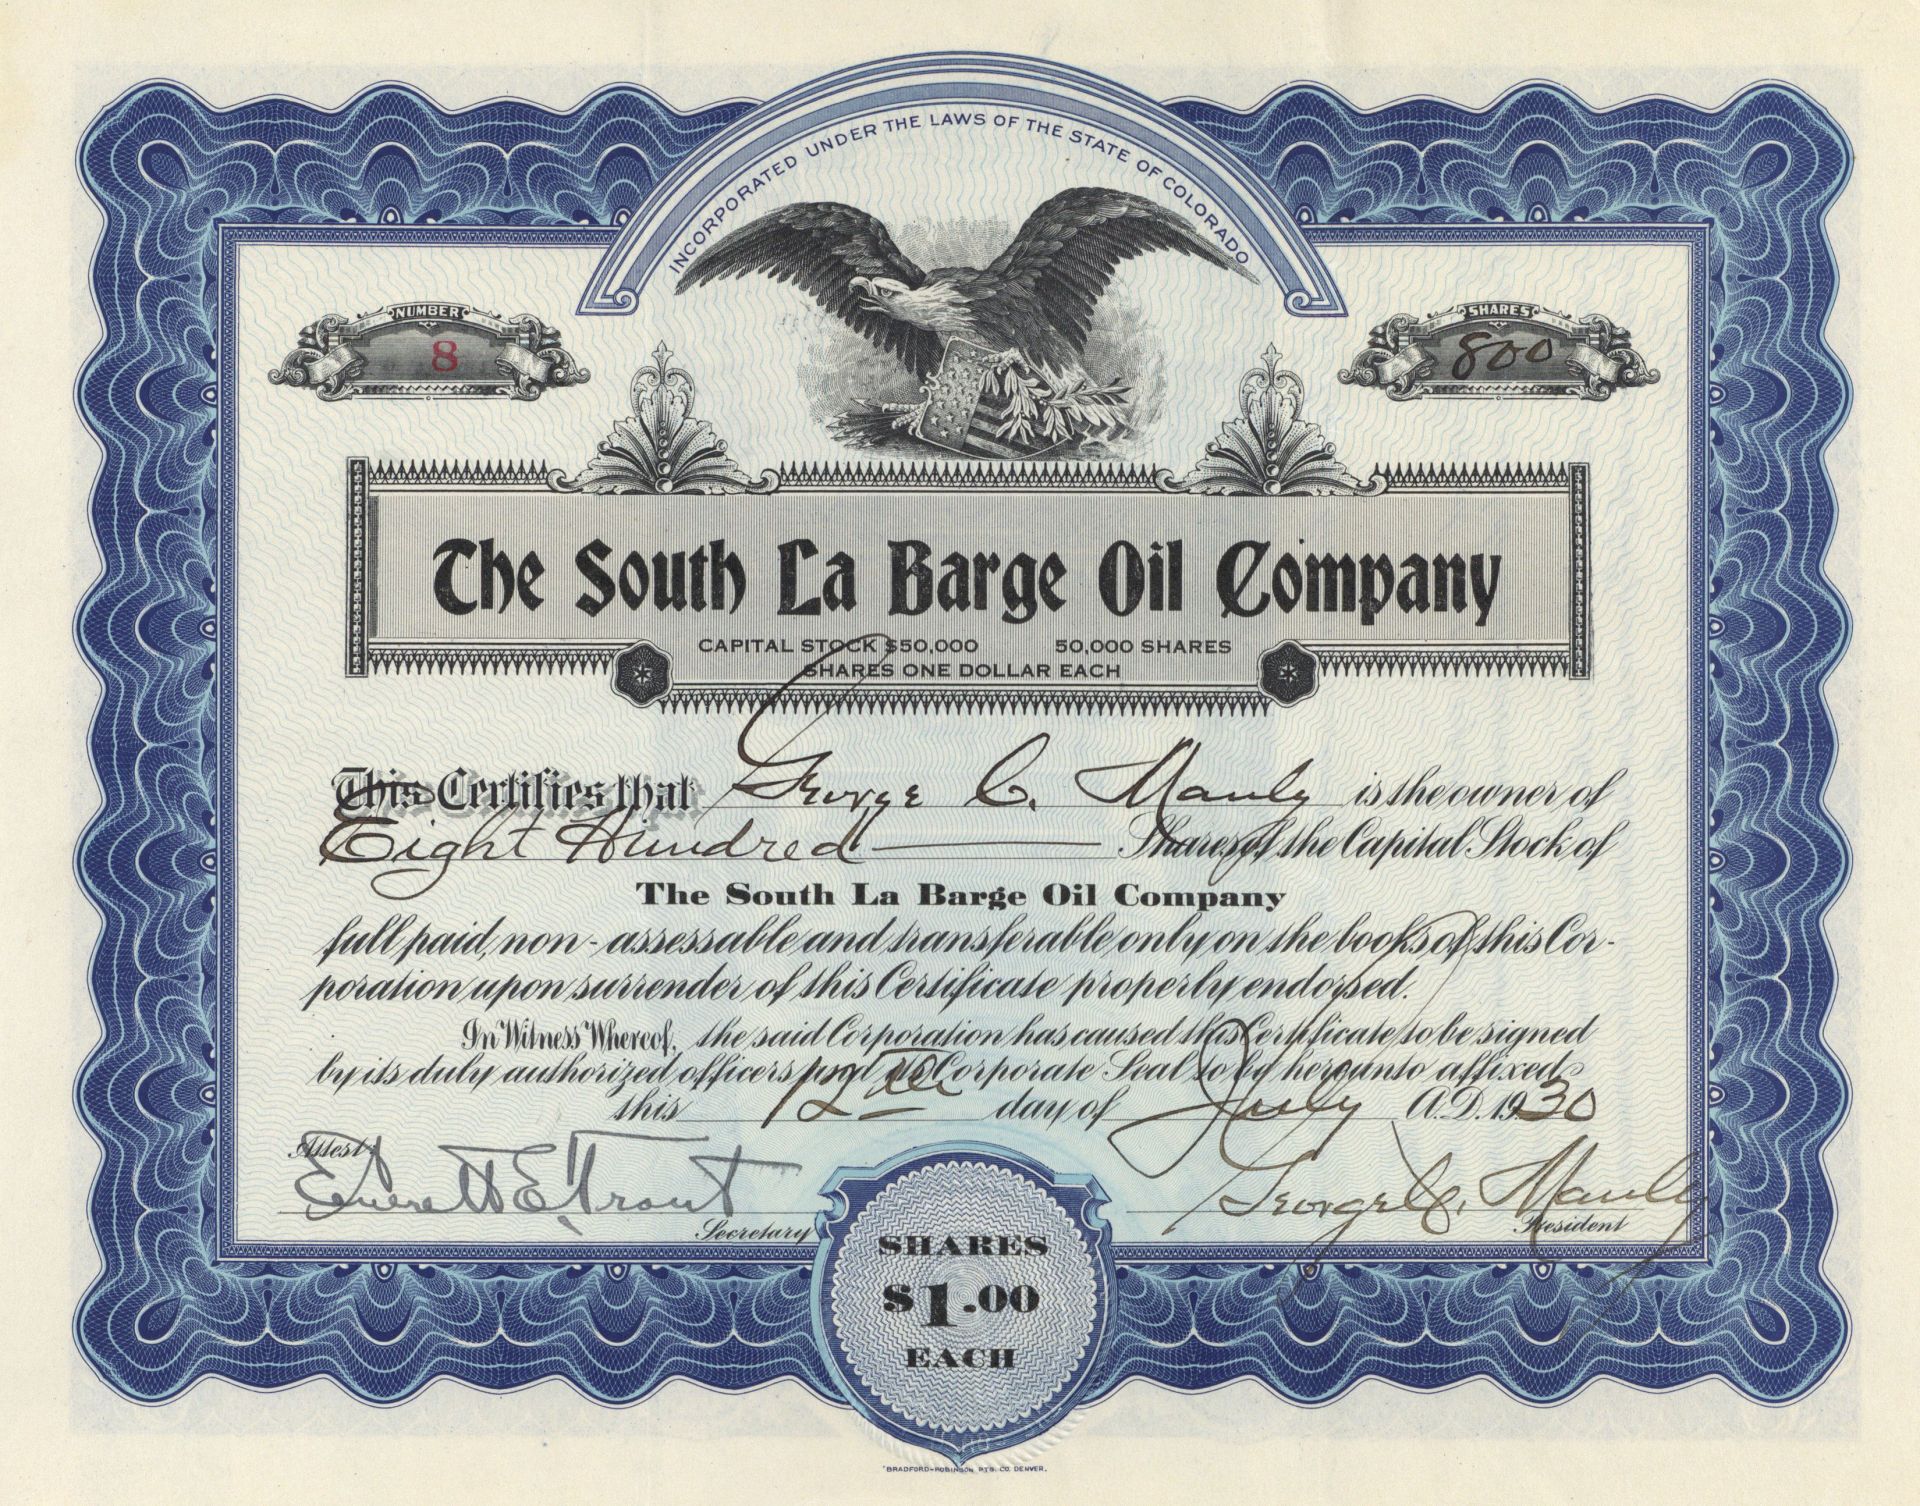 INCORPORATED UNDER THE LAWS OF THE STATE OF COLORADO
NUMBER
8
SHARES
800
The South La Barge Oil Company
CAPITAL STOCK $50,000 50,000 SHARES
SHARES ONE DOLLAR EACH
This Certifies that George C. Manly is the owner of
Eight Hundred Shares of the Capital Stock of
The South La Barge Oil Company
full paid, non-assessable and transferable only on the books of this Cor-
poration upon surrender of this Certificate properly endorsed.
In Witness Whereof, the said Corporation has caused this Certificate to be signed
by its duly authorized officers and its Corporate Seal to be hereunto affixed
this 12th day of July A.D. 1930
Attest:
Everett E. Trout
Secretary
George C. Manly
President
SHARES
$1.00
EACH
BRADFORD-ROBINSON PTG. CO. DENVER.